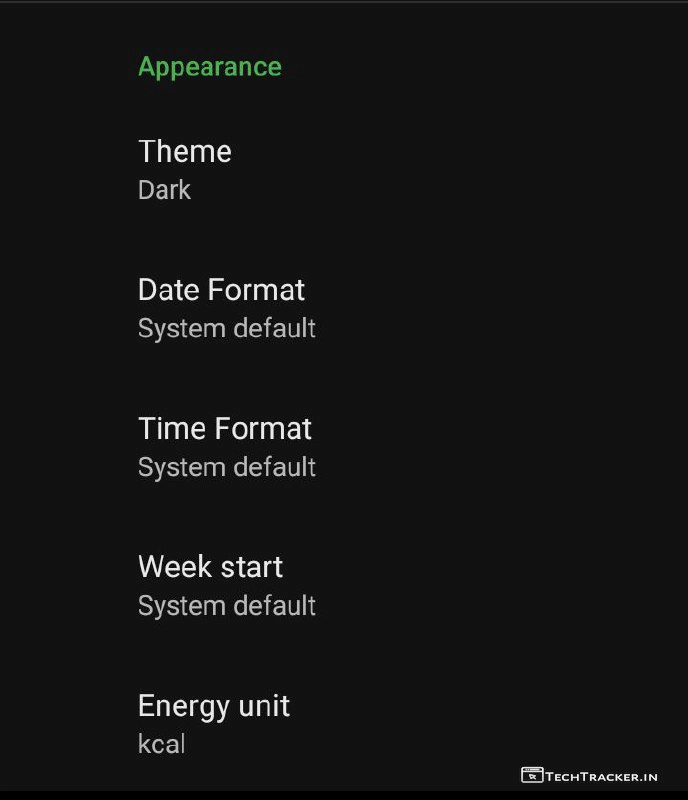 Appearance
Theme
Dark
Date Format
System default
Time Format
System default
Week start
System default
Energy unit
kcal
TECHTRACKER.IN